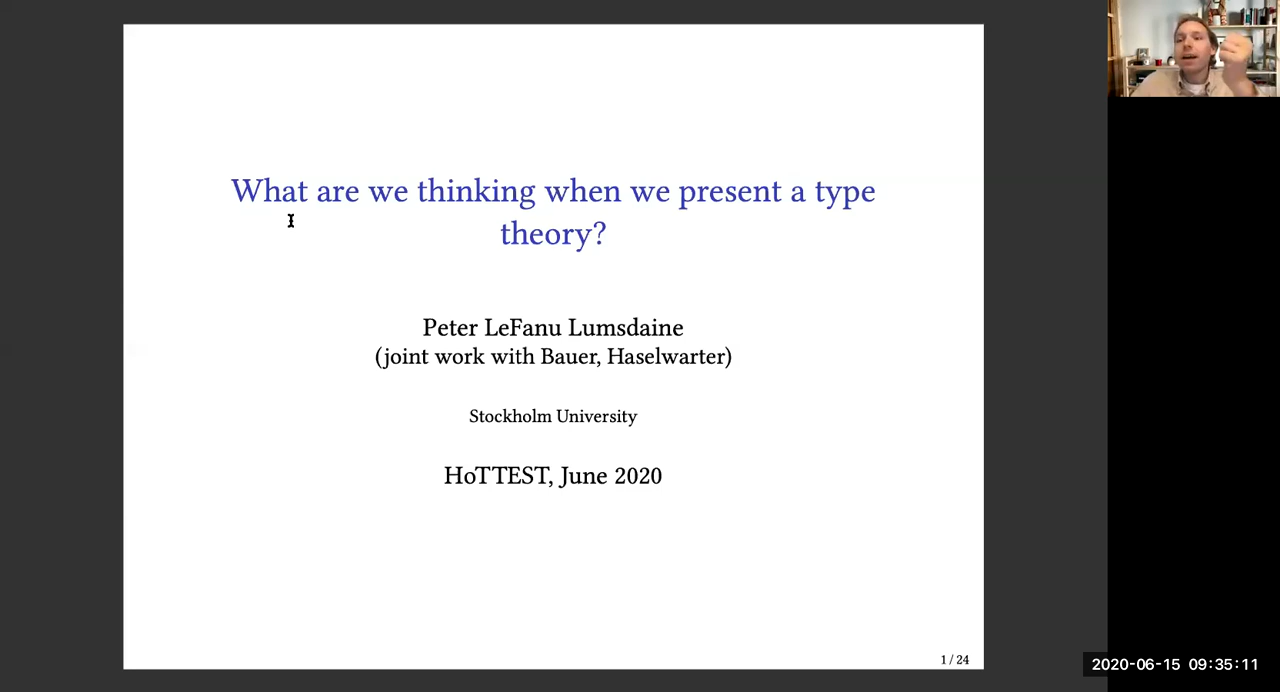 What are we thinking when we present a type
theory?
Peter LeFanu Lumsdaine
(joint work with Bauer, Haselwarter)
Stockholm University
HoTTEST, June 2020
1 / 24
2020-06-15 09:35:11